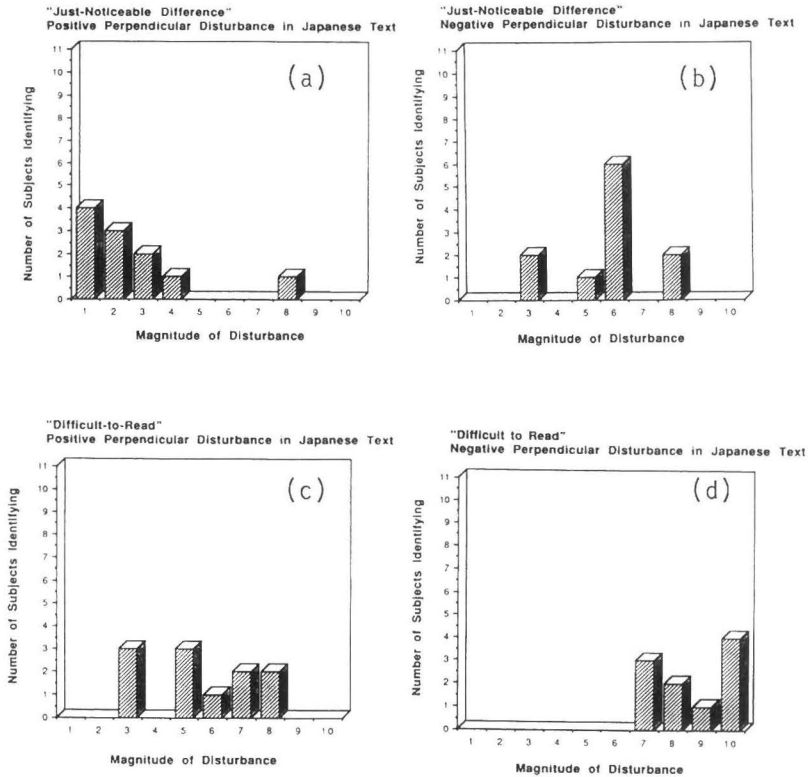 "Just-Noticeable Difference"
Positive Perpendicular Disturbance in Japanese Text
(a)
11
10
9
8
7
6
5
4
3
2
1
0
Number of Subjects Identifying
1 2 3 4 5 6 7 8 9 10
Magnitude of Disturbance
"Just-Noticeable Difference"
Negative Perpendicular Disturbance in Japanese Text
(b)
11
10
9
8
7
6
5
4
3
2
1
0
Number of Subjects Identifying
1 2 3 4 5 6 7 8 9 10
Magnitude of Disturbance
"Difficult-to-Read"
Positive Perpendicular Disturbance in Japanese Text
(c)
11
10
9
8
7
6
5
4
3
2
1
0
Number of Subjects Identifying
1 2 3 4 5 6 7 8 9 10
Magnitude of Disturbance
"Difficult to Read"
Negative Perpendicular Disturbance in Japanese Text
(d)
11
10
9
8
7
6
5
4
3
2
1
0
Number of Subjects Identifying
1 2 3 4 5 6 7 8 9 10
Magnitude of Disturbance